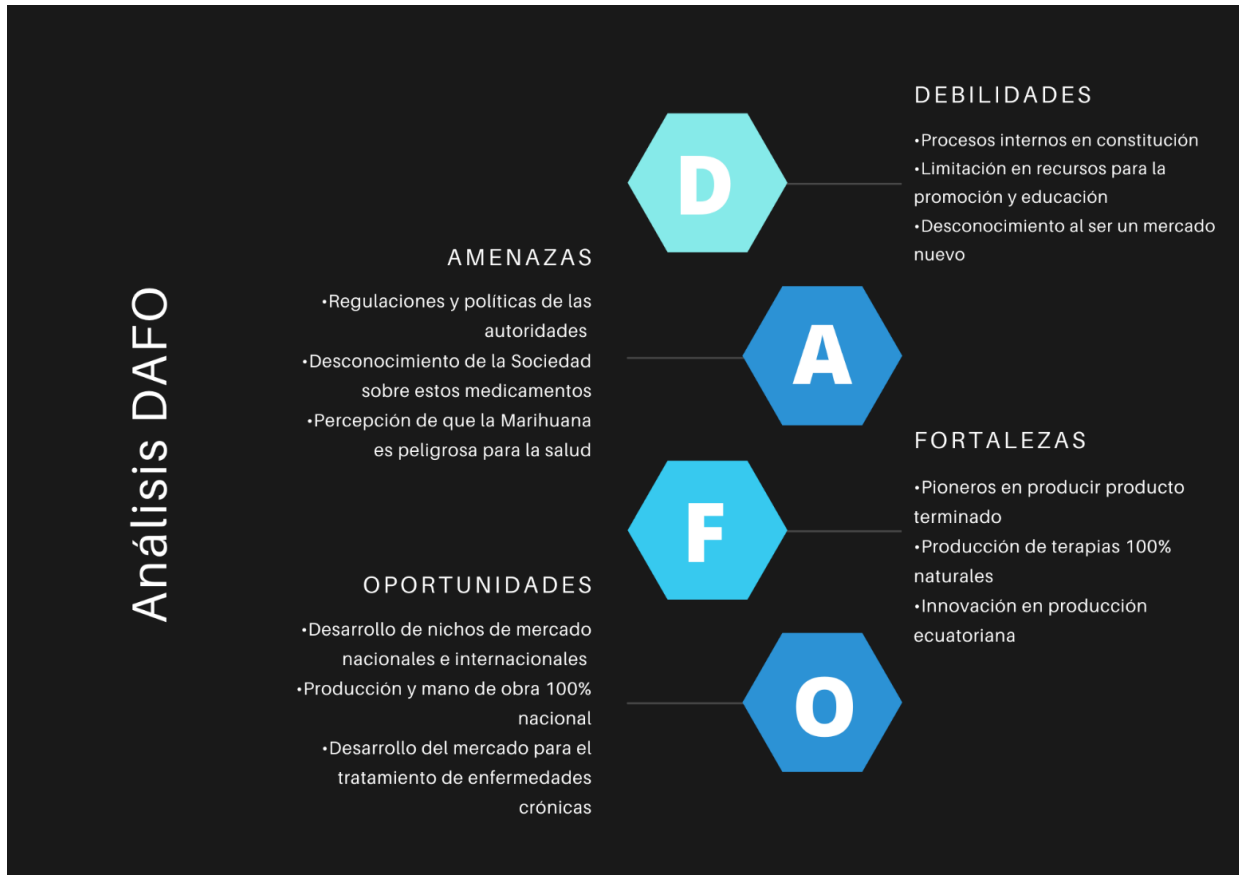 Análisis DAFO
D
DEBILIDADES
•Procesos internos en constitución
•Limitación en recursos para la
promoción y educación
•Desconocimiento al ser un mercado
nuevo
A
AMENAZAS
•Regulaciones y políticas de las
autoridades
•Desconocimiento de la Sociedad
sobre estos medicamentos
•Percepción de que la Marihuana
es peligrosa para la salud
F
FORTALEZAS
•Pioneros en producir producto
terminado
•Producción de terapias 100%
naturales
•Innovación en producción
ecuatoriana
O
OPORTUNIDADES
•Desarrollo de nichos de mercado
nacionales e internacionales
•Producción y mano de obra 100%
nacional
•Desarrollo del mercado para el
tratamiento de enfermedades
crónicas